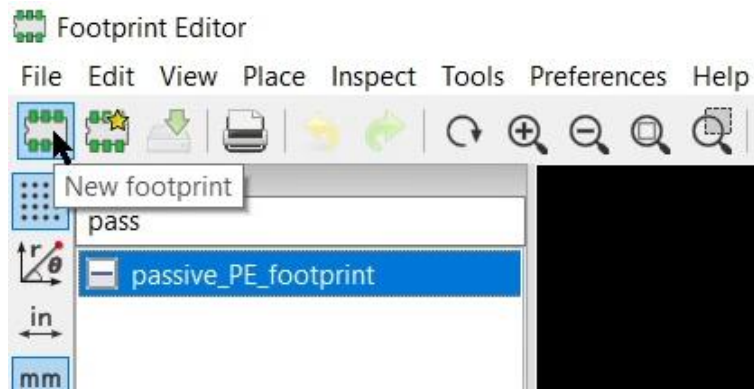 Footprint Editor
File Edit View Place Inspect Tools Preferences Help
New footprint
pass
r θ
passive_PE_footprint
in
mm